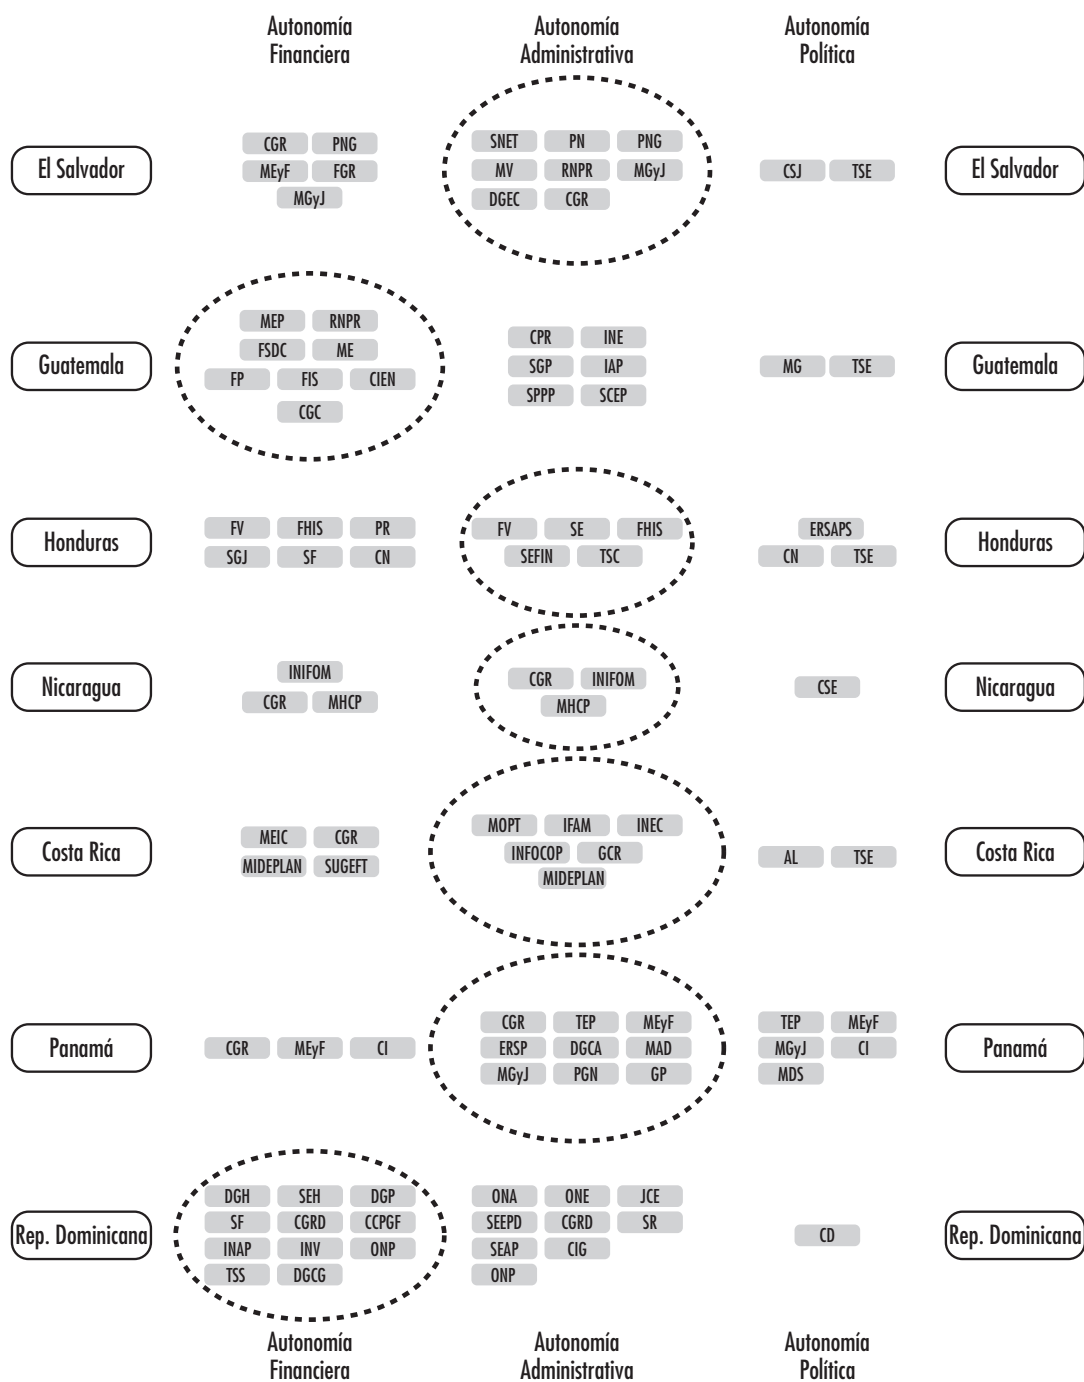 Autonomía Financiera
Autonomía Administrativa
Autonomía Política
El Salvador
CGR PNG
MEyF FGR
MGyJ
SNET PN PNG
MV RNPR MGyJ
DGEC CGR
CSJ TSE
El Salvador
Guatemala
MEP RNPR
FSDC ME
FP FIS CIEN
CGC
CPR INE
SGP IAP
SPPP SCEP
MG TSE
Guatemala
Honduras
FV FHIS PR
SGJ SF CN
FV SE FHIS
SEFIN TSC
ERSAPS
CN TSE
Honduras
Nicaragua
INIFOM
CGR MHCP
CGR INIFOM
MHCP
CSE
Nicaragua
Costa Rica
MEIC CGR
MIDEPLAN SUGEFT
MOPT IFAM INEC
INFOCOP GCR
MIDEPLAN
AL TSE
Costa Rica
Panamá
CGR MEyF CI
CGR TEP MEyF
ERSP DGCA MAD
MGyJ PGN GP
TEP MEyF
MGyJ CI
MDS
Panamá
Rep. Dominicana
DGH SEH DGP
SF CGRD CCPGF
INAP INV ONP
TSS DGCG
ONA ONE JCE
SEEPD CGRD SR
SEAP CIG
ONP
CD
Rep. Dominicana
Autonomía Financiera
Autonomía Administrativa
Autonomía Política